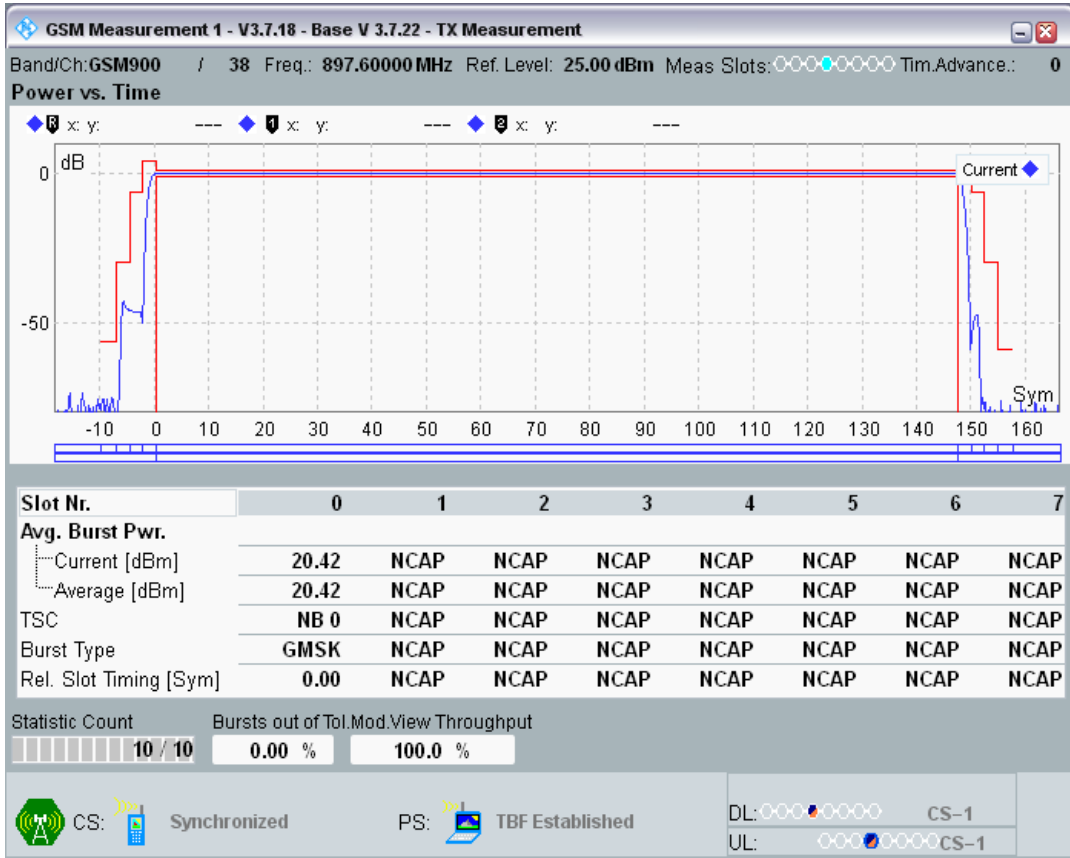 GSM Measurement 1 - V3.7.18 - Base V 3.7.22 - TX Measurement
Band/Ch:GSM900 / 38 Freq.: 897.60000 MHz Ref. Level: 25.00 dBm Meas Slots: Tim.Advance.: 0
Power vs. Time
R x: y: --- 1 x: y: --- 2 x: y: ---
dB
Current
0
-50
Sym
-10 0 10 20 30 40 50 60 70 80 90 100 110 120 130 140 150 160
Slot Nr. 0 1 2 3 4 5 6 7
Avg. Burst Pwr.
Current [dBm] 20.42 NCAP NCAP NCAP NCAP NCAP NCAP NCAP
Average [dBm] 20.42 NCAP NCAP NCAP NCAP NCAP NCAP NCAP
TSC NB 0 NCAP NCAP NCAP NCAP NCAP NCAP NCAP
Burst Type GMSK NCAP NCAP NCAP NCAP NCAP NCAP NCAP
Rel. Slot Timing [Sym] 0.00 NCAP NCAP NCAP NCAP NCAP NCAP NCAP
Statistic Count Bursts out of Tol. Mod.View Throughput
10 / 10 0.00 % 100.0 %
CS: Synchronized PS: TBF Established DL: CS-1
UL: CS-1